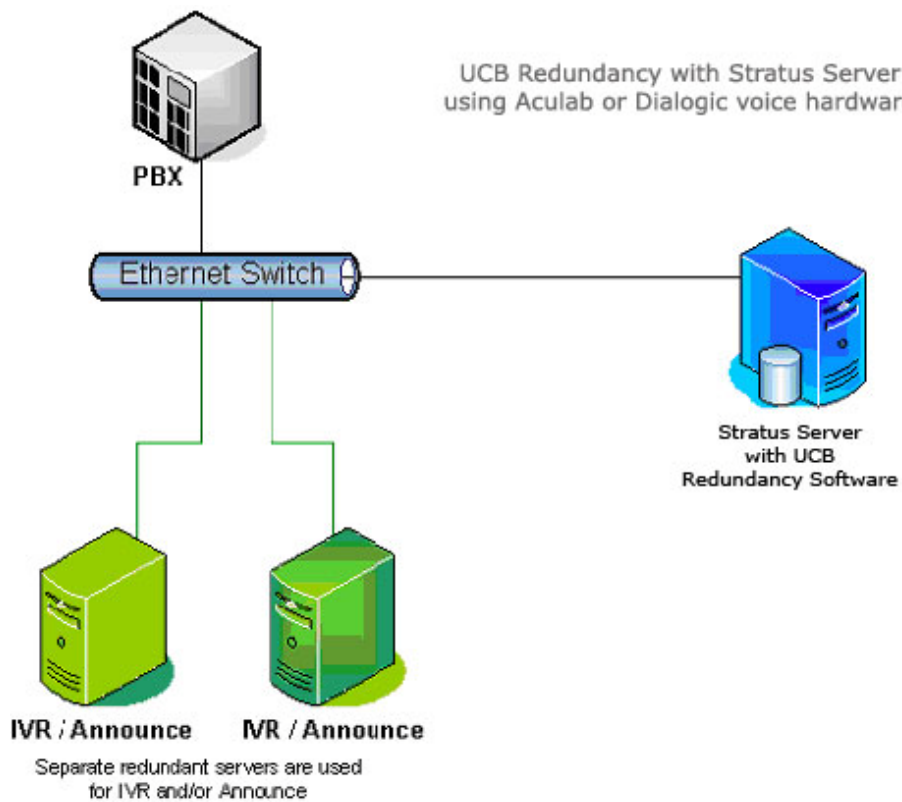 UCB Redundancy with Stratus Server
using Aculab or Dialogic voice hardwar
PBX
Ethernet Switch
Stratus Server
with UCB
Redundancy Software
IVR / Announce
IVR / Announce
Separate redundant servers are used
for IVR and/or Announce